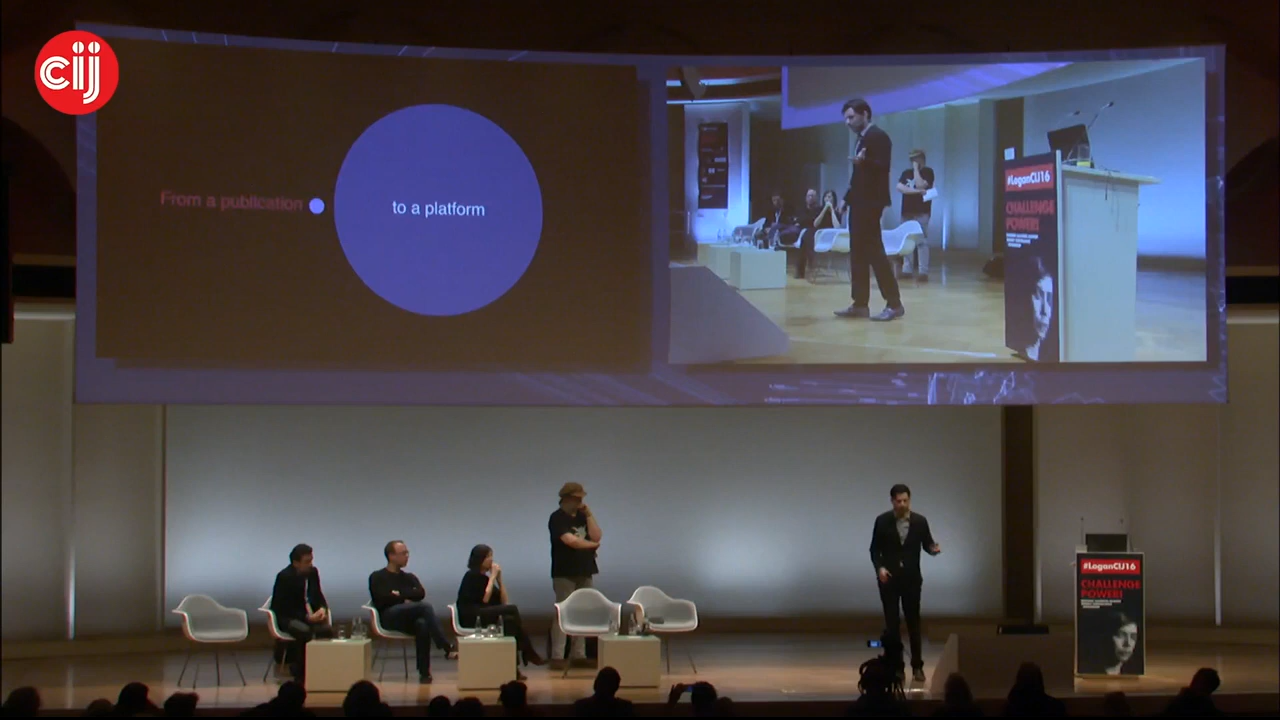 cij
From a publication
to a platform
#LoganCIJ16
CHALLENGE
POWER!
#LoganCIJ16
CHALLENGE
POWER!